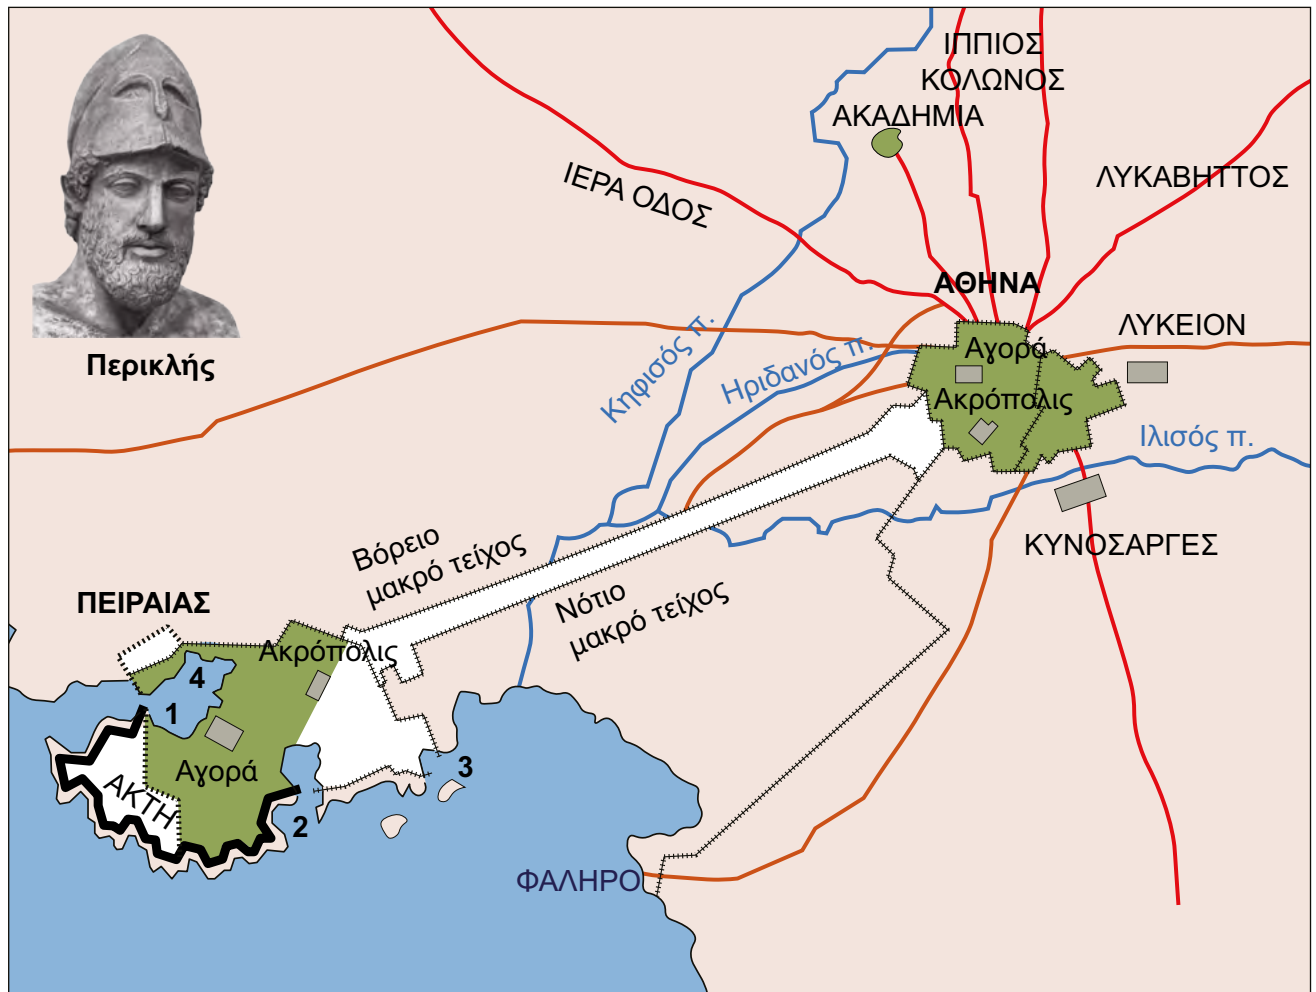 ΙΠΠΙΟΣ
ΚΟΛΩΝΟΣ
ΑΚΑΔΗΜΙΑ
ΛΥΚΑΒΗΤΤΟΣ
ΙΕΡΑ ΟΔΟΣ
ΑΘΗΝΑ
ΛΥΚΕΙΟΝ
Περικλής
Κηφισός π.
Ηριδανός π.
Αγορά
Ακρόπολις
Ιλισός π.
ΚΥΝΟΣΑΡΓΕΣ
Βόρειο
μακρό τείχος
Νότιο
μακρό τείχος
ΠΕΙΡΑΙΑΣ
Ακρόπολις
4
1
Αγορά
ΑΚΤΗ
3
2
ΦΑΛΗΡΟ